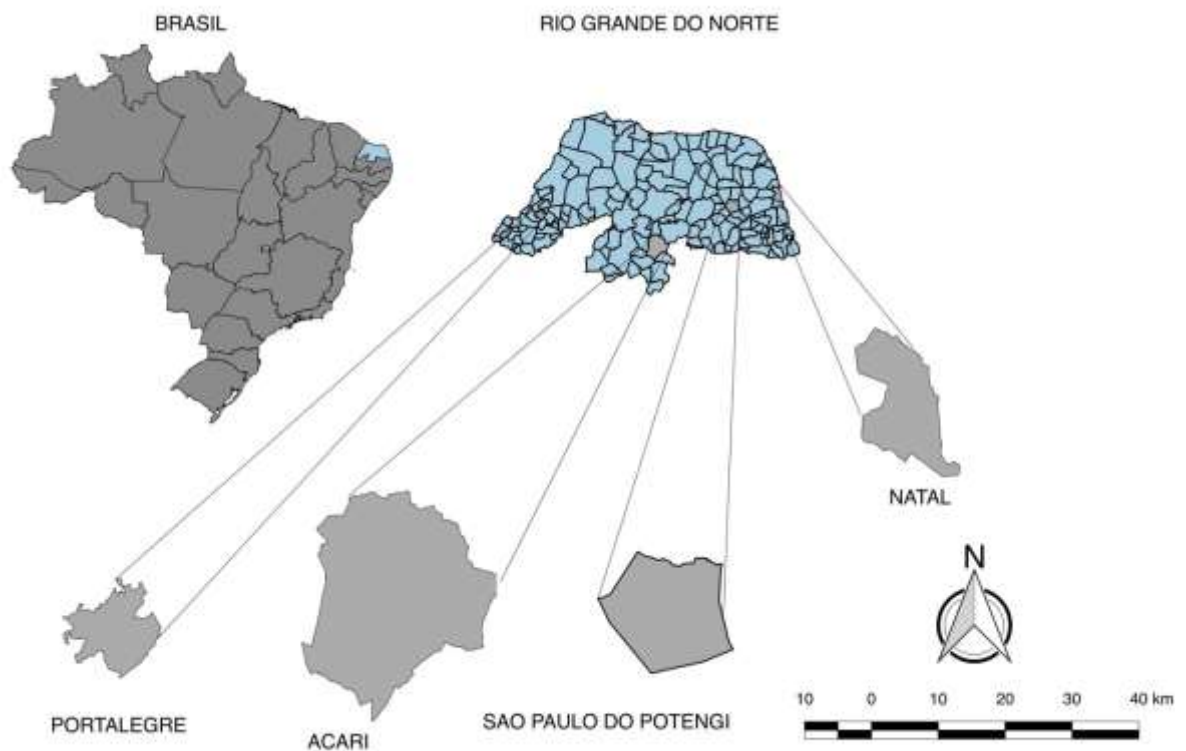 BRASIL
RIO GRANDE DO NORTE
NATAL
N
PORTALEGRE
ACARI
SAO PAULO DO POTENGI
10 0 10 20 30 40 km